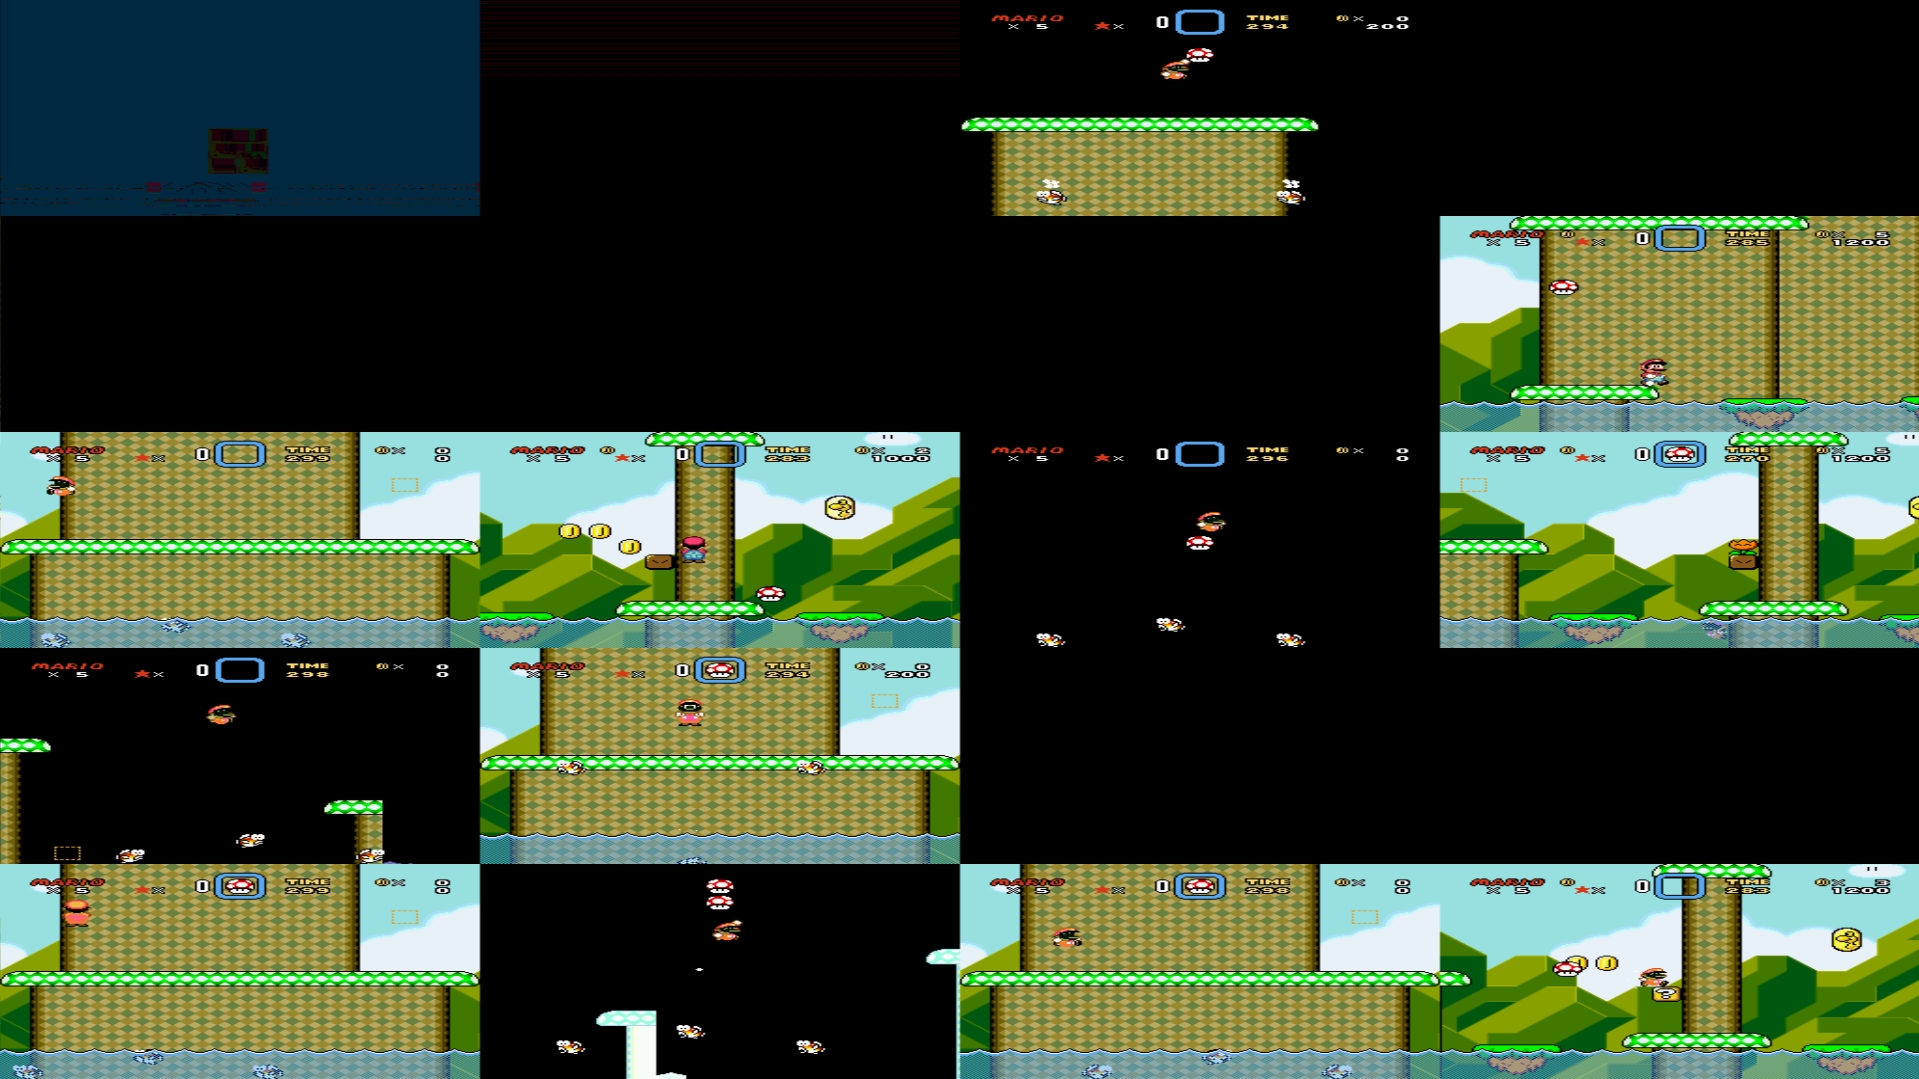 MARIO 0 TIME × 0
× 5 ★× 294 200
MARIO 0 TIME × 5
× 5 ★× 285 1200
MARIO 0 TIME × 0
× 5 ★× 299 0
MARIO 0 TIME × 2
× 5 ★× 283 1000
MARIO 0 TIME × 0
× 5 ★× 296 0
MARIO 0 TIME × 5
× 5 ★× 270 1200
MARIO 0 TIME × 0
× 5 ★× 298 0
MARIO 0 TIME × 0
× 5 ★× 294 200
MARIO 0 TIME × 0
× 5 ★× 299 0
MARIO 0 TIME × 0
× 5 ★× 298 0
MARIO 0 TIME × 3
× 5 ★× 283 1200